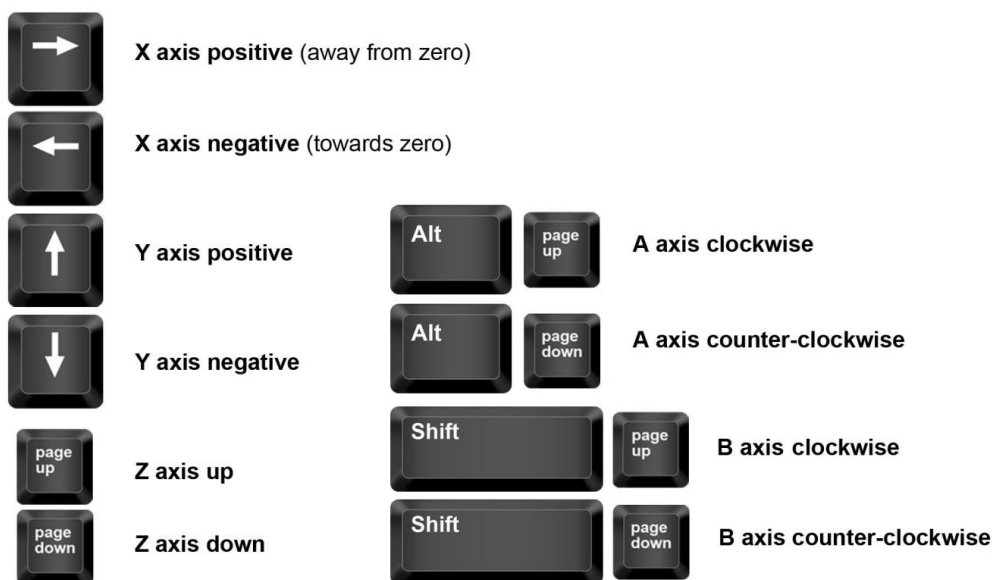 X axis positive (away from zero)
X axis negative (towards zero)
Y axis positive
Y axis negative
page
up
Z axis up
page
down
Z axis down
Alt
page
up
A axis clockwise
Alt
page
down
A axis counter-clockwise
Shift
page
up
B axis clockwise
Shift
page
down
B axis counter-clockwise